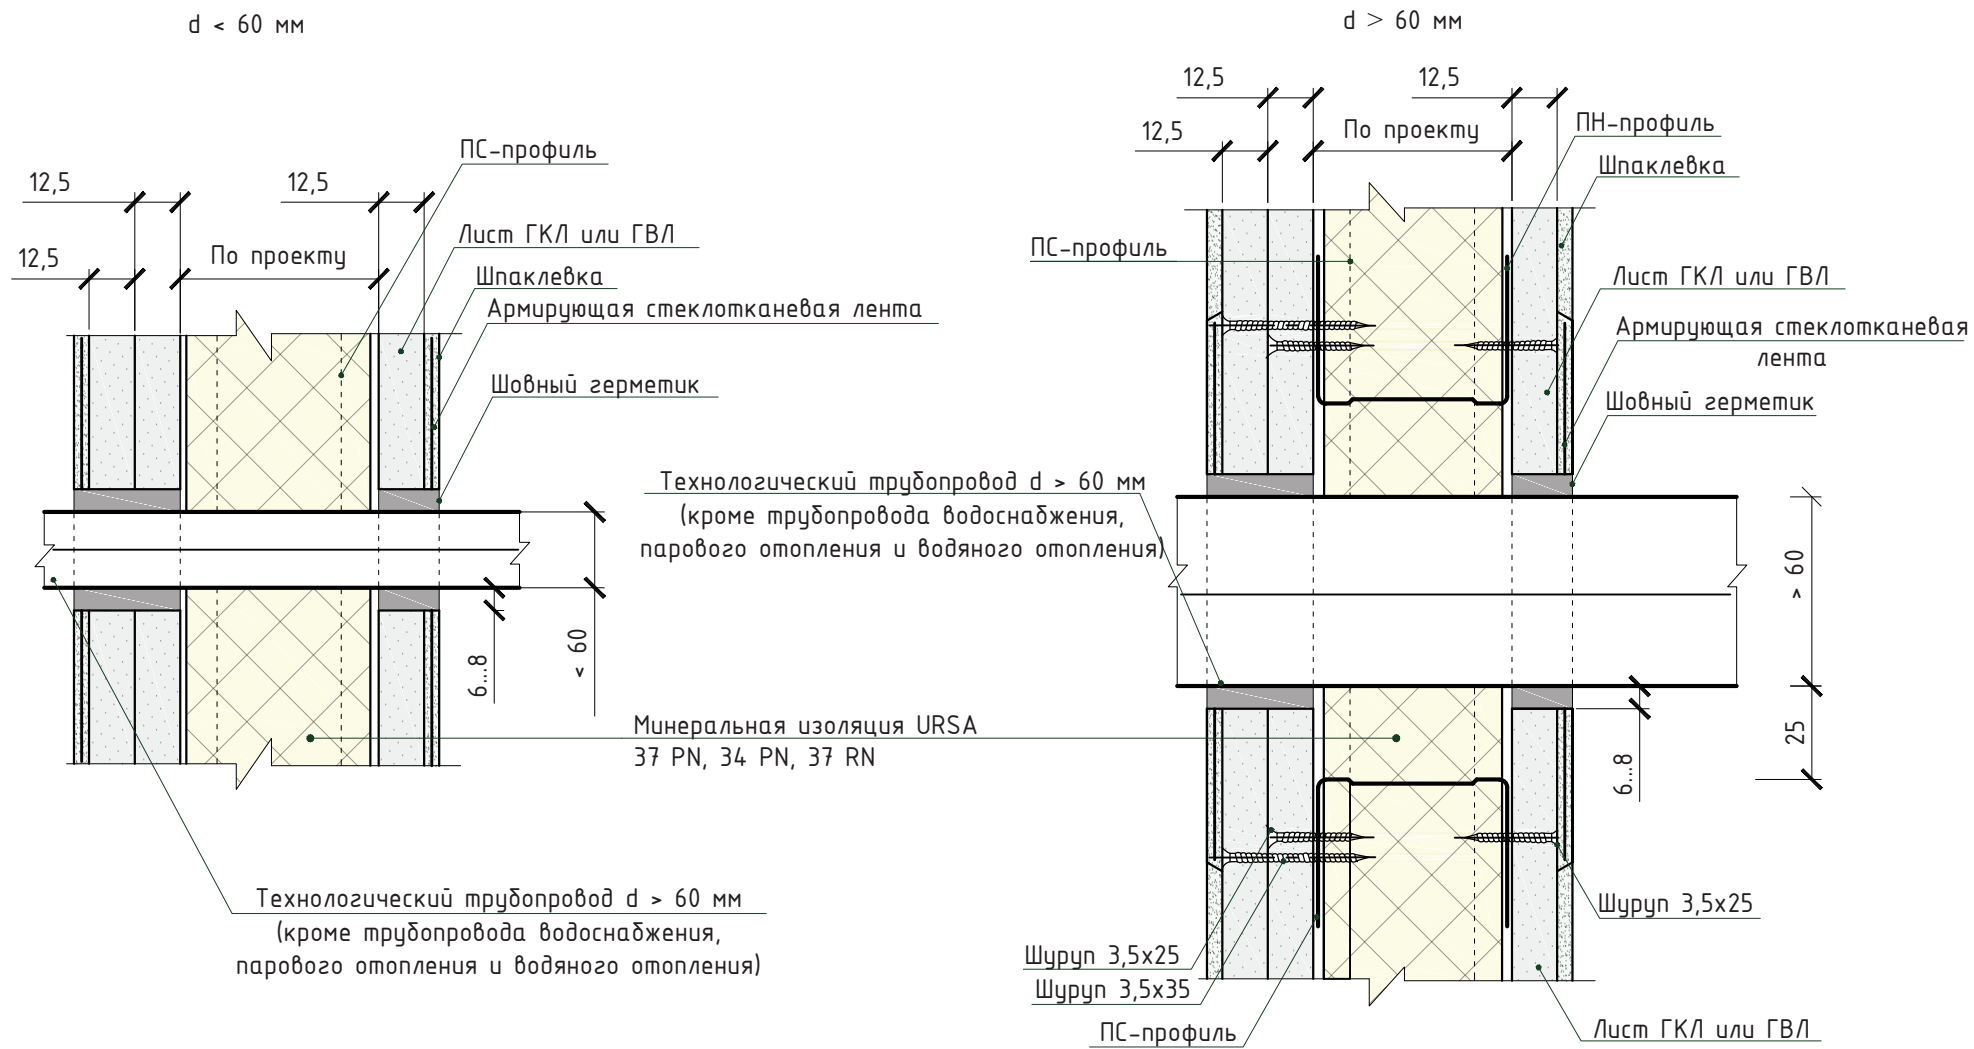 d < 60 мм
12,5
12,5
12,5
По проекту
ПС-профиль
Лист ГКЛ или ГВЛ
Шпаклевка
Армирующая стеклотканевая лента
Шовный герметик
6...8
< 60
Технологический трубопровод d > 60 мм
(кроме трубопровода водоснабжения,
парового отопления и водяного отопления)
Минеральная изоляция URSA
37 PN, 34 PN, 37 RN
d > 60 мм
12,5
12,5
12,5
По проекту
ПН-профиль
Шпаклевка
ПС-профиль
Лист ГКЛ или ГВЛ
Армирующая стеклотканевая
лента
Шовный герметик
Технологический трубопровод d > 60 мм
(кроме трубопровода водоснабжения,
парового отопления и водяного отопления)
> 60
25
6...8
Шуруп 3,5х25
Шуруп 3,5х25
Шуруп 3,5х35
ПС-профиль
Лист ГКЛ или ГВЛ